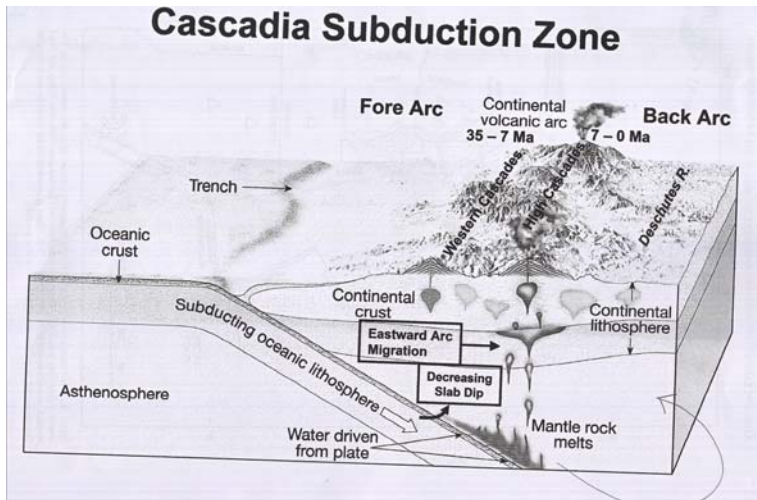 Cascadia Subduction Zone
Fore Arc
Continental
volcanic arc
35 – 7 Ma
7 – 0 Ma
Back Arc
Trench
Western Cascades
High Cascades
Deschutes R.
Oceanic
crust
Continental
crust
Continental
lithosphere
Subducting oceanic lithosphere
Eastward Arc
Migration
Decreasing
Slab Dip
Asthenosphere
Water driven
from plate
Mantle rock
melts